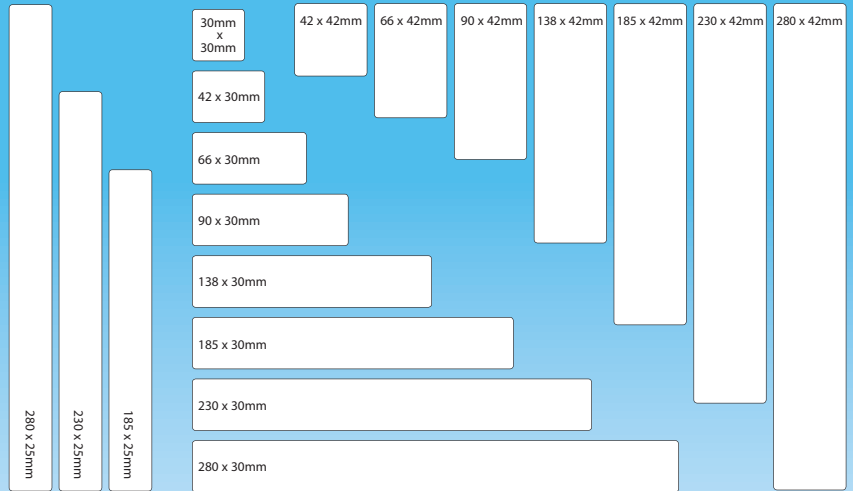 30mm
x
30mm
42 x 42mm
66 x 42mm
90 x 42mm
138 x 42mm
185 x 42mm
230 x 42mm
280 x 42mm
42 x 30mm
66 x 30mm
90 x 30mm
138 x 30mm
185 x 30mm
230 x 30mm
280 x 30mm
280 x 25mm
230 x 25mm
185 x 25mm